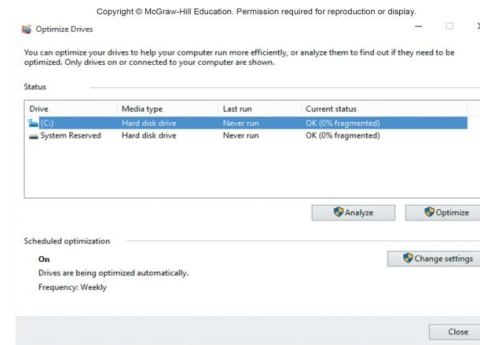 Copyright © McGraw-Hill Education. Permission required for reproduction or display.
Optimize Drives
You can optimize your drives to help your computer run more efficiently, or analyze them to find out if they need to be
optimized. Only drives on or connected to your computer are shown.
Status
Drive Media type Last run Current status
(C:) Hard disk drive Never run OK (0% fragmented)
System Reserved Hard disk drive Never run OK (0% fragmented)
Analyze Optimize
Scheduled optimization
On Change settings
Drives are being optimized automatically.
Frequency: Weekly
Close